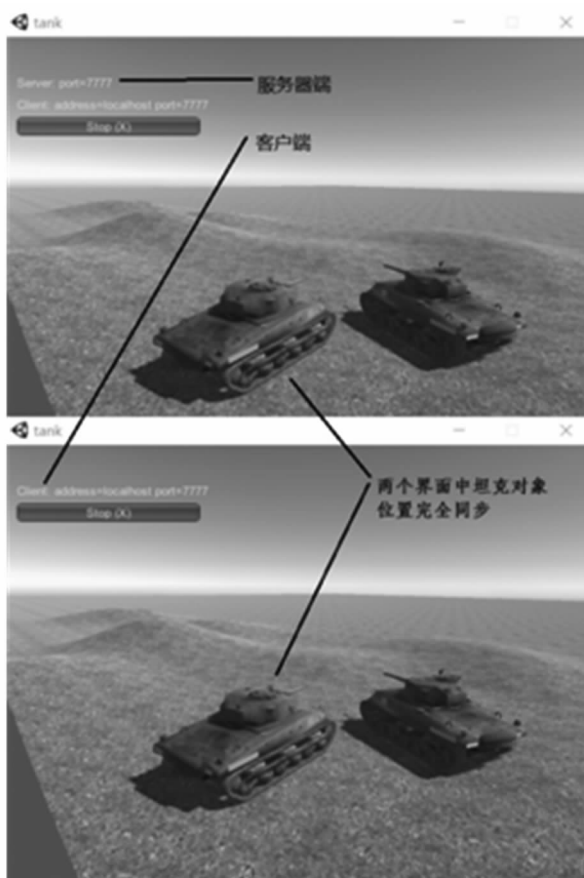 tank
Server: port=7777
服务器端
Client: address=localhost port=7777
Stop (X)
客户端
tank
Client: address=localhost port=7777
Stop (X)
两个界面中坦克对象
位置完全同步